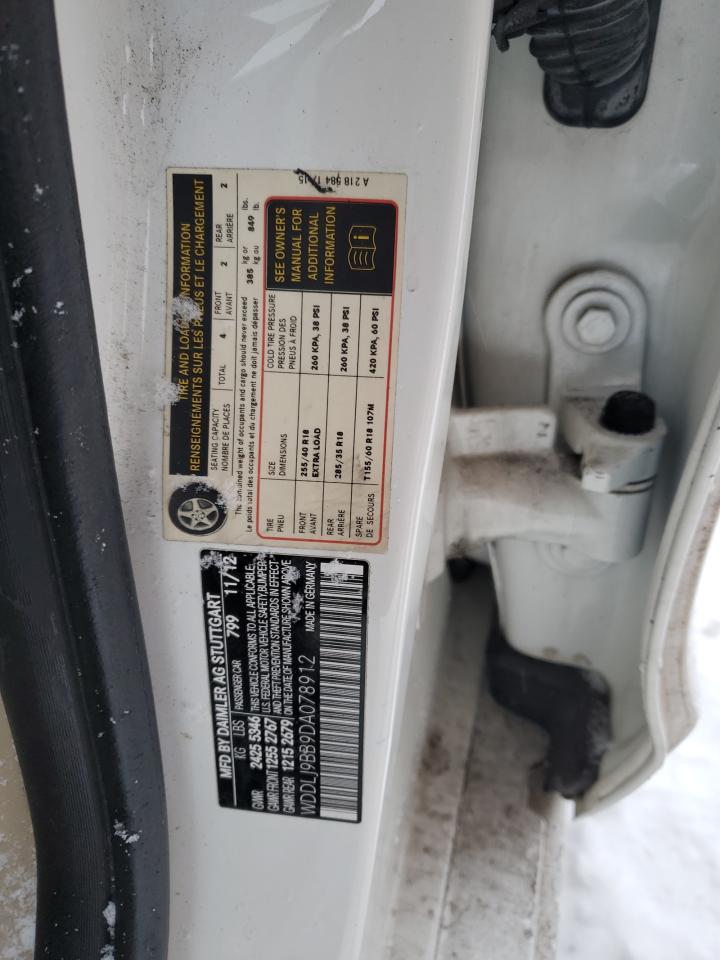 TIRE AND LOADING INFORMATION
RENSEIGNEMENTS SUR LES PNEUS ET LE CHARGEMENT
SEATING CAPACITY TOTAL 4 FRONT 2 REAR 2
NOMBRE DE PLACES AVANT ARRIÈRE
The combined weight of occupants and cargo should never exceed 385 kg or 849 lbs.
Le poids total des occupants et du chargement ne doit jamais dépasser kg ou lb.
TIRE SIZE COLD TIRE PRESSURE
PNEU DIMENSIONS PRESSION DES
PNEUS À FROID
FRONT 255/40 R18 260 KPA, 38 PSI
AVANT EXTRA LOAD
REAR 285/35 R18 260 KPA, 38 PSI
ARRIÈRE
SPARE T155/60 R18 107M 420 KPA, 60 PSI
DE SECOURS
SEE OWNER'S
MANUAL FOR
ADDITIONAL
INFORMATION
i
A 218 584 15
MFD BY DAIMLER AG STUTTGART
KG LBS PASSENGER CAR 799 11/12
GVWR 2425 5346 THIS VEHICLE CONFORMS TO ALL APPLICABLE
GAWR FRONT 1255 2767 U.S. FEDERAL MOTOR VEHICLE SAFETY, BUMPER
GAWR REAR 1215 2679 AND THEFT PREVENTION STANDARDS IN EFFECT
ON THE DATE OF MANUFACTURE SHOWN ABOVE
WDDLJ9BB9DA078912 MADE IN GERMANY